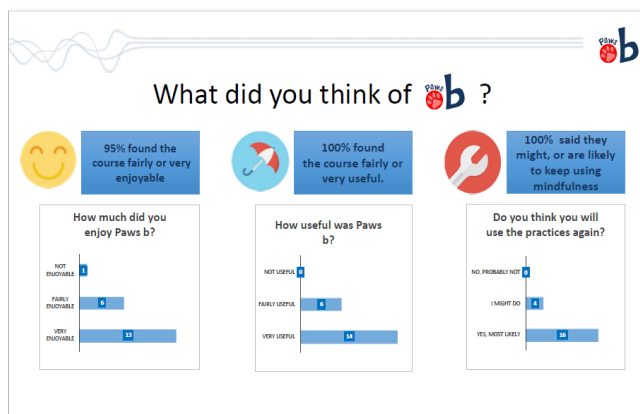 Paws b
What did you think of Paws b ?
95% found the
course fairly or very
enjoyable
100% found
the course fairly or
very useful.
100% said they
might, or are likely
to keep using
mindfulness
How much did you
enjoy Paws b?
NOT
ENJOYABLE
1
FAIRLY
ENJOYABLE
6
VERY
ENJOYABLE
13
How useful was Paws
b?
NOT USEFUL
0
FAIRLY USEFUL
6
VERY USEFUL
14
Do you think you will
use the practices again?
NO, PROBABLY NOT
0
I MIGHT DO
4
YES, MOST LIKELY
16